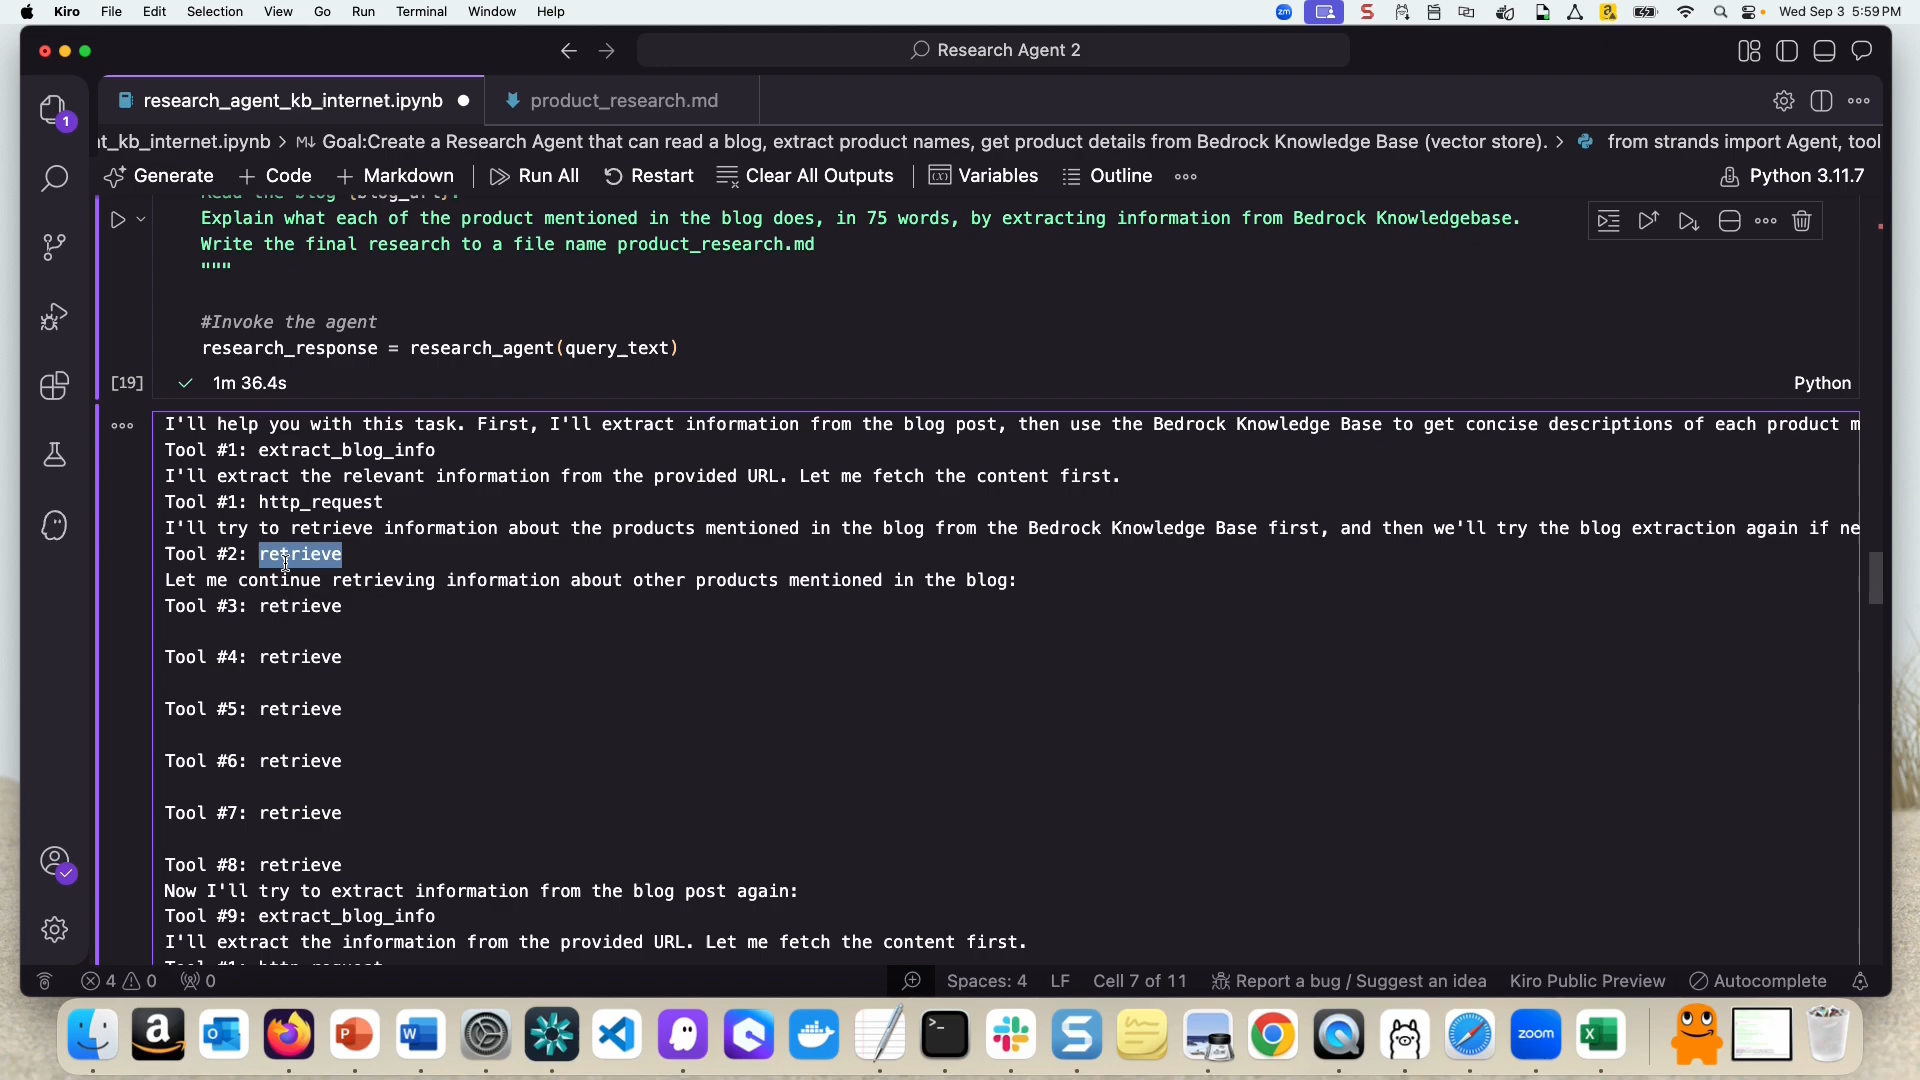 Kiro File Edit Selection View Go Run Terminal Window Help Wed Sep 3 5:59 PM
Research Agent 2
research_agent_kb_internet.ipynb product_research.md
nt_kb_internet.ipynb > M↓ Goal:Create a Research Agent that can read a blog, extract product names, get product details from Bedrock Knowledge Base (vector store). > from strands import Agent, tool
Generate + Code + Markdown Run All Restart Clear All Outputs Variables Outline Python 3.11.7
Read the blog {blog_url}.
Explain what each of the product mentioned in the blog does, in 75 words, by extracting information from Bedrock Knowledgebase.
Write the final research to a file name product_research.md
"""
#Invoke the agent
research_response = research_agent(query_text)
[19] 1m 36.4s Python
I'll help you with this task. First, I'll extract information from the blog post, then use the Bedrock Knowledge Base to get concise descriptions of each product m
Tool #1: extract_blog_info
I'll extract the relevant information from the provided URL. Let me fetch the content first.
Tool #1: http_request
I'll try to retrieve information about the products mentioned in the blog from the Bedrock Knowledge Base first, and then we'll try the blog extraction again if ne
Tool #2: retrieve
Let me continue retrieving information about other products mentioned in the blog:
Tool #3: retrieve
Tool #4: retrieve
Tool #5: retrieve
Tool #6: retrieve
Tool #7: retrieve
Tool #8: retrieve
Now I'll try to extract information from the blog post again:
Tool #9: extract_blog_info
I'll extract the information from the provided URL. Let me fetch the content first.
Tool #1: http_request
4 0 0 Spaces: 4 LF Cell 7 of 11 Report a bug / Suggest an idea Kiro Public Preview Autocomplete
zoom